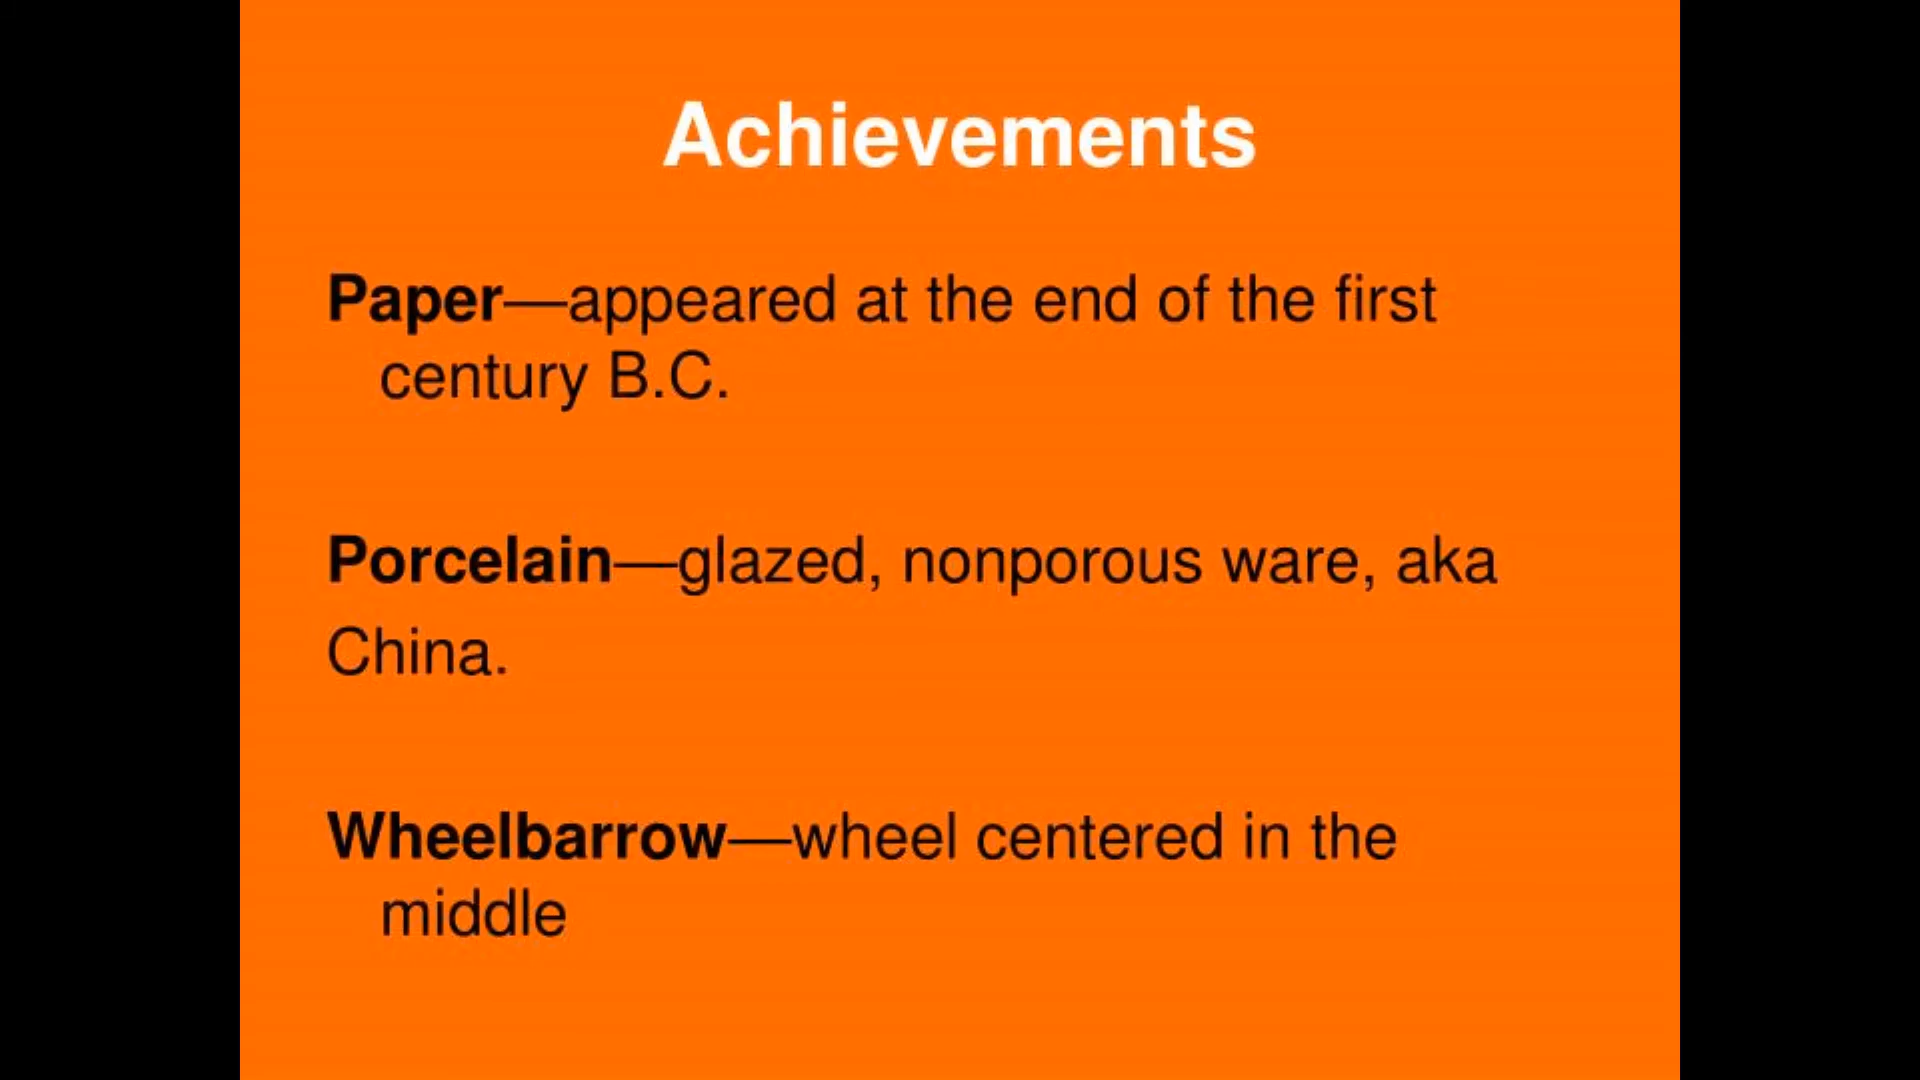 Achievements
Paper—appeared at the end of the first
century B.C.
Porcelain—glazed, nonporous ware, aka
China.
Wheelbarrow—wheel centered in the
middle